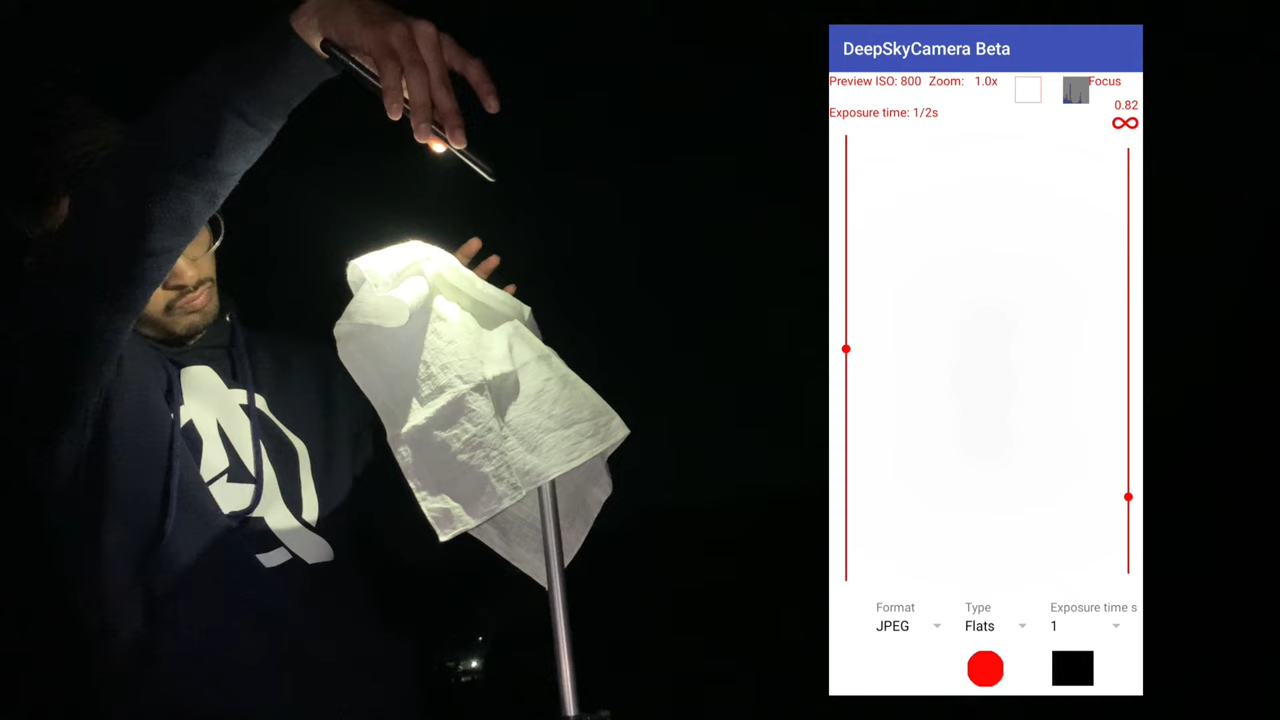 DeepSkyCamera Beta
Preview ISO: 800 Zoom: 1.0x Focus
0.82
Exposure time: 1/2s
Format Type Exposure time s
JPEG Flats 1